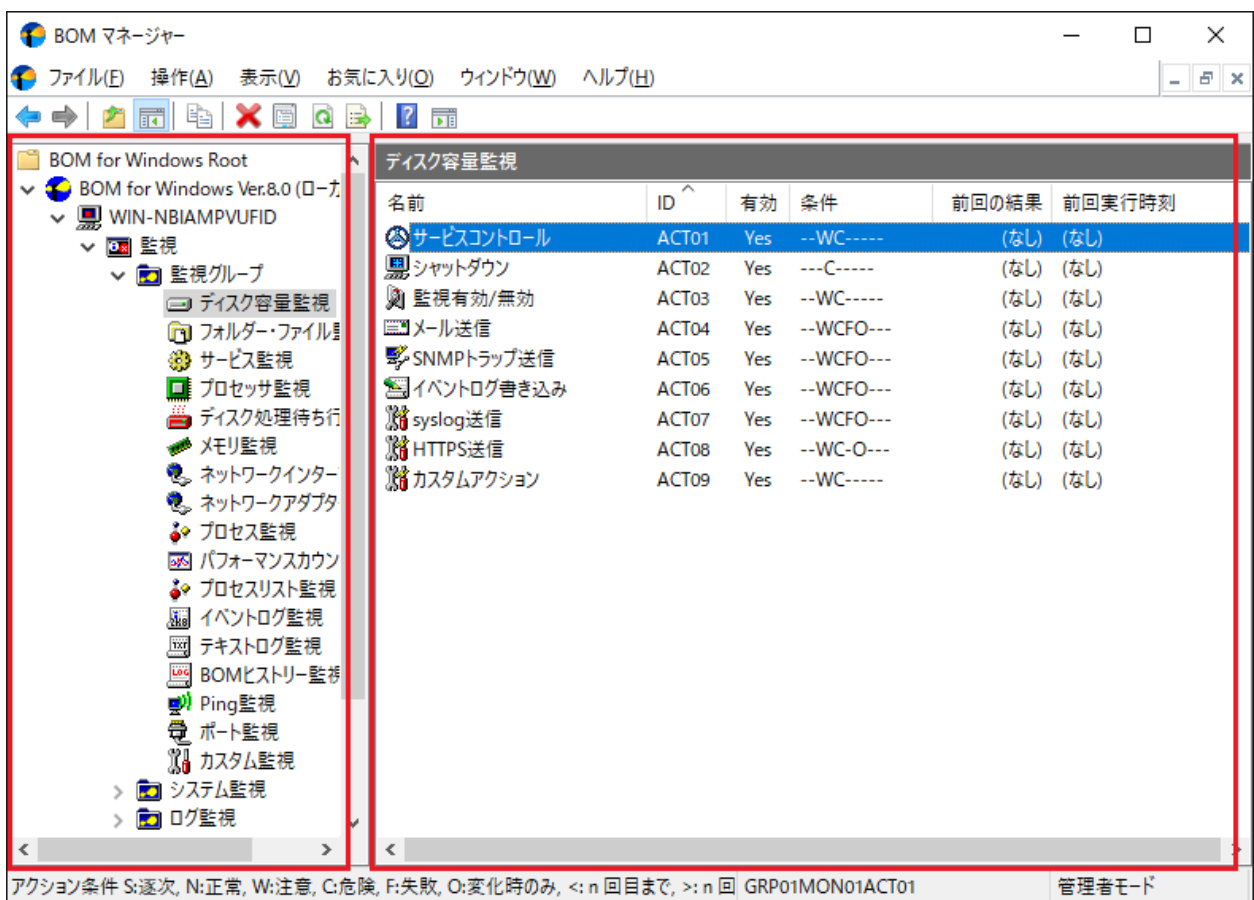 BOM マネージャー
ファイル(F) 操作(A) 表示(V) お気に入り(O) ウィンドウ(W) ヘルプ(H)
BOM for Windows Root
BOM for Windows Ver.8.0 (ローカ
WIN-NBIAMPVUFID
監視
監視グループ
ディスク容量監視
フォルダー・ファイル監
サービス監視
プロセッサ監視
ディスク処理待ち行
メモリ監視
ネットワークインター
ネットワークアダプタ
プロセス監視
パフォーマンスカウン
プロセスリスト監視
イベントログ監視
テキストログ監視
BOMヒストリー監視
Ping監視
ポート監視
カスタム監視
システム監視
ログ監視
ディスク容量監視
名前 ID 有効 条件 前回の結果 前回実行時刻
サービスコントロール ACT01 Yes --WC----- (なし) (なし)
シャットダウン ACT02 Yes ---C----- (なし) (なし)
監視有効/無効 ACT03 Yes --WC----- (なし) (なし)
メール送信 ACT04 Yes --WCFO--- (なし) (なし)
SNMPトラップ送信 ACT05 Yes --WCFO--- (なし) (なし)
イベントログ書き込み ACT06 Yes --WCFO--- (なし) (なし)
syslog送信 ACT07 Yes --WCFO--- (なし) (なし)
HTTPS送信 ACT08 Yes --WC-O--- (なし) (なし)
カスタムアクション ACT09 Yes --WC----- (なし) (なし)
アクション条件 S:逐次, N:正常, W:注意, C:危険, F:失敗, O:変化時のみ, <: n 回目まで, >: n 回 GRP01MON01ACT01 管理者モード